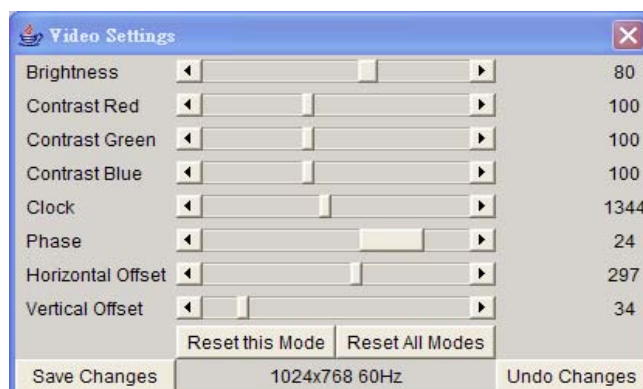 Video Settings
Brightness 80
Contrast Red 100
Contrast Green 100
Contrast Blue 100
Clock 1344
Phase 24
Horizontal Offset 297
Vertical Offset 34
Reset this Mode Reset All Modes
Save Changes 1024x768 60Hz Undo Changes